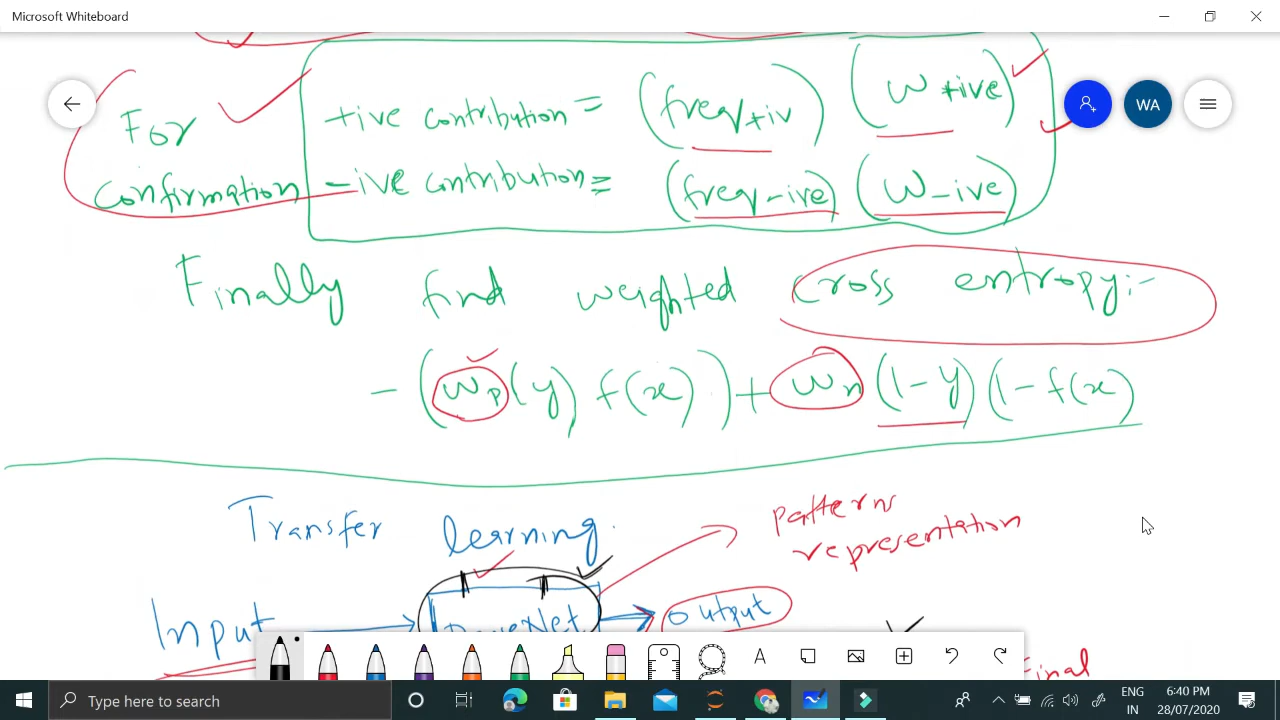 Microsoft Whiteboard
For
confirmation
+ive contribution = (freq+iv) (w+ive)
-ive contribution = (freq-ive) (w-ive)
WA
Finally find weighted cross entropy:-
- (wp(y) f(x)) + wn (1-y) (1-f(x)
Transfer learning
patterns
representation
Input
output
Final
Type here to search
ENG
IN
6:40 PM
28/07/2020